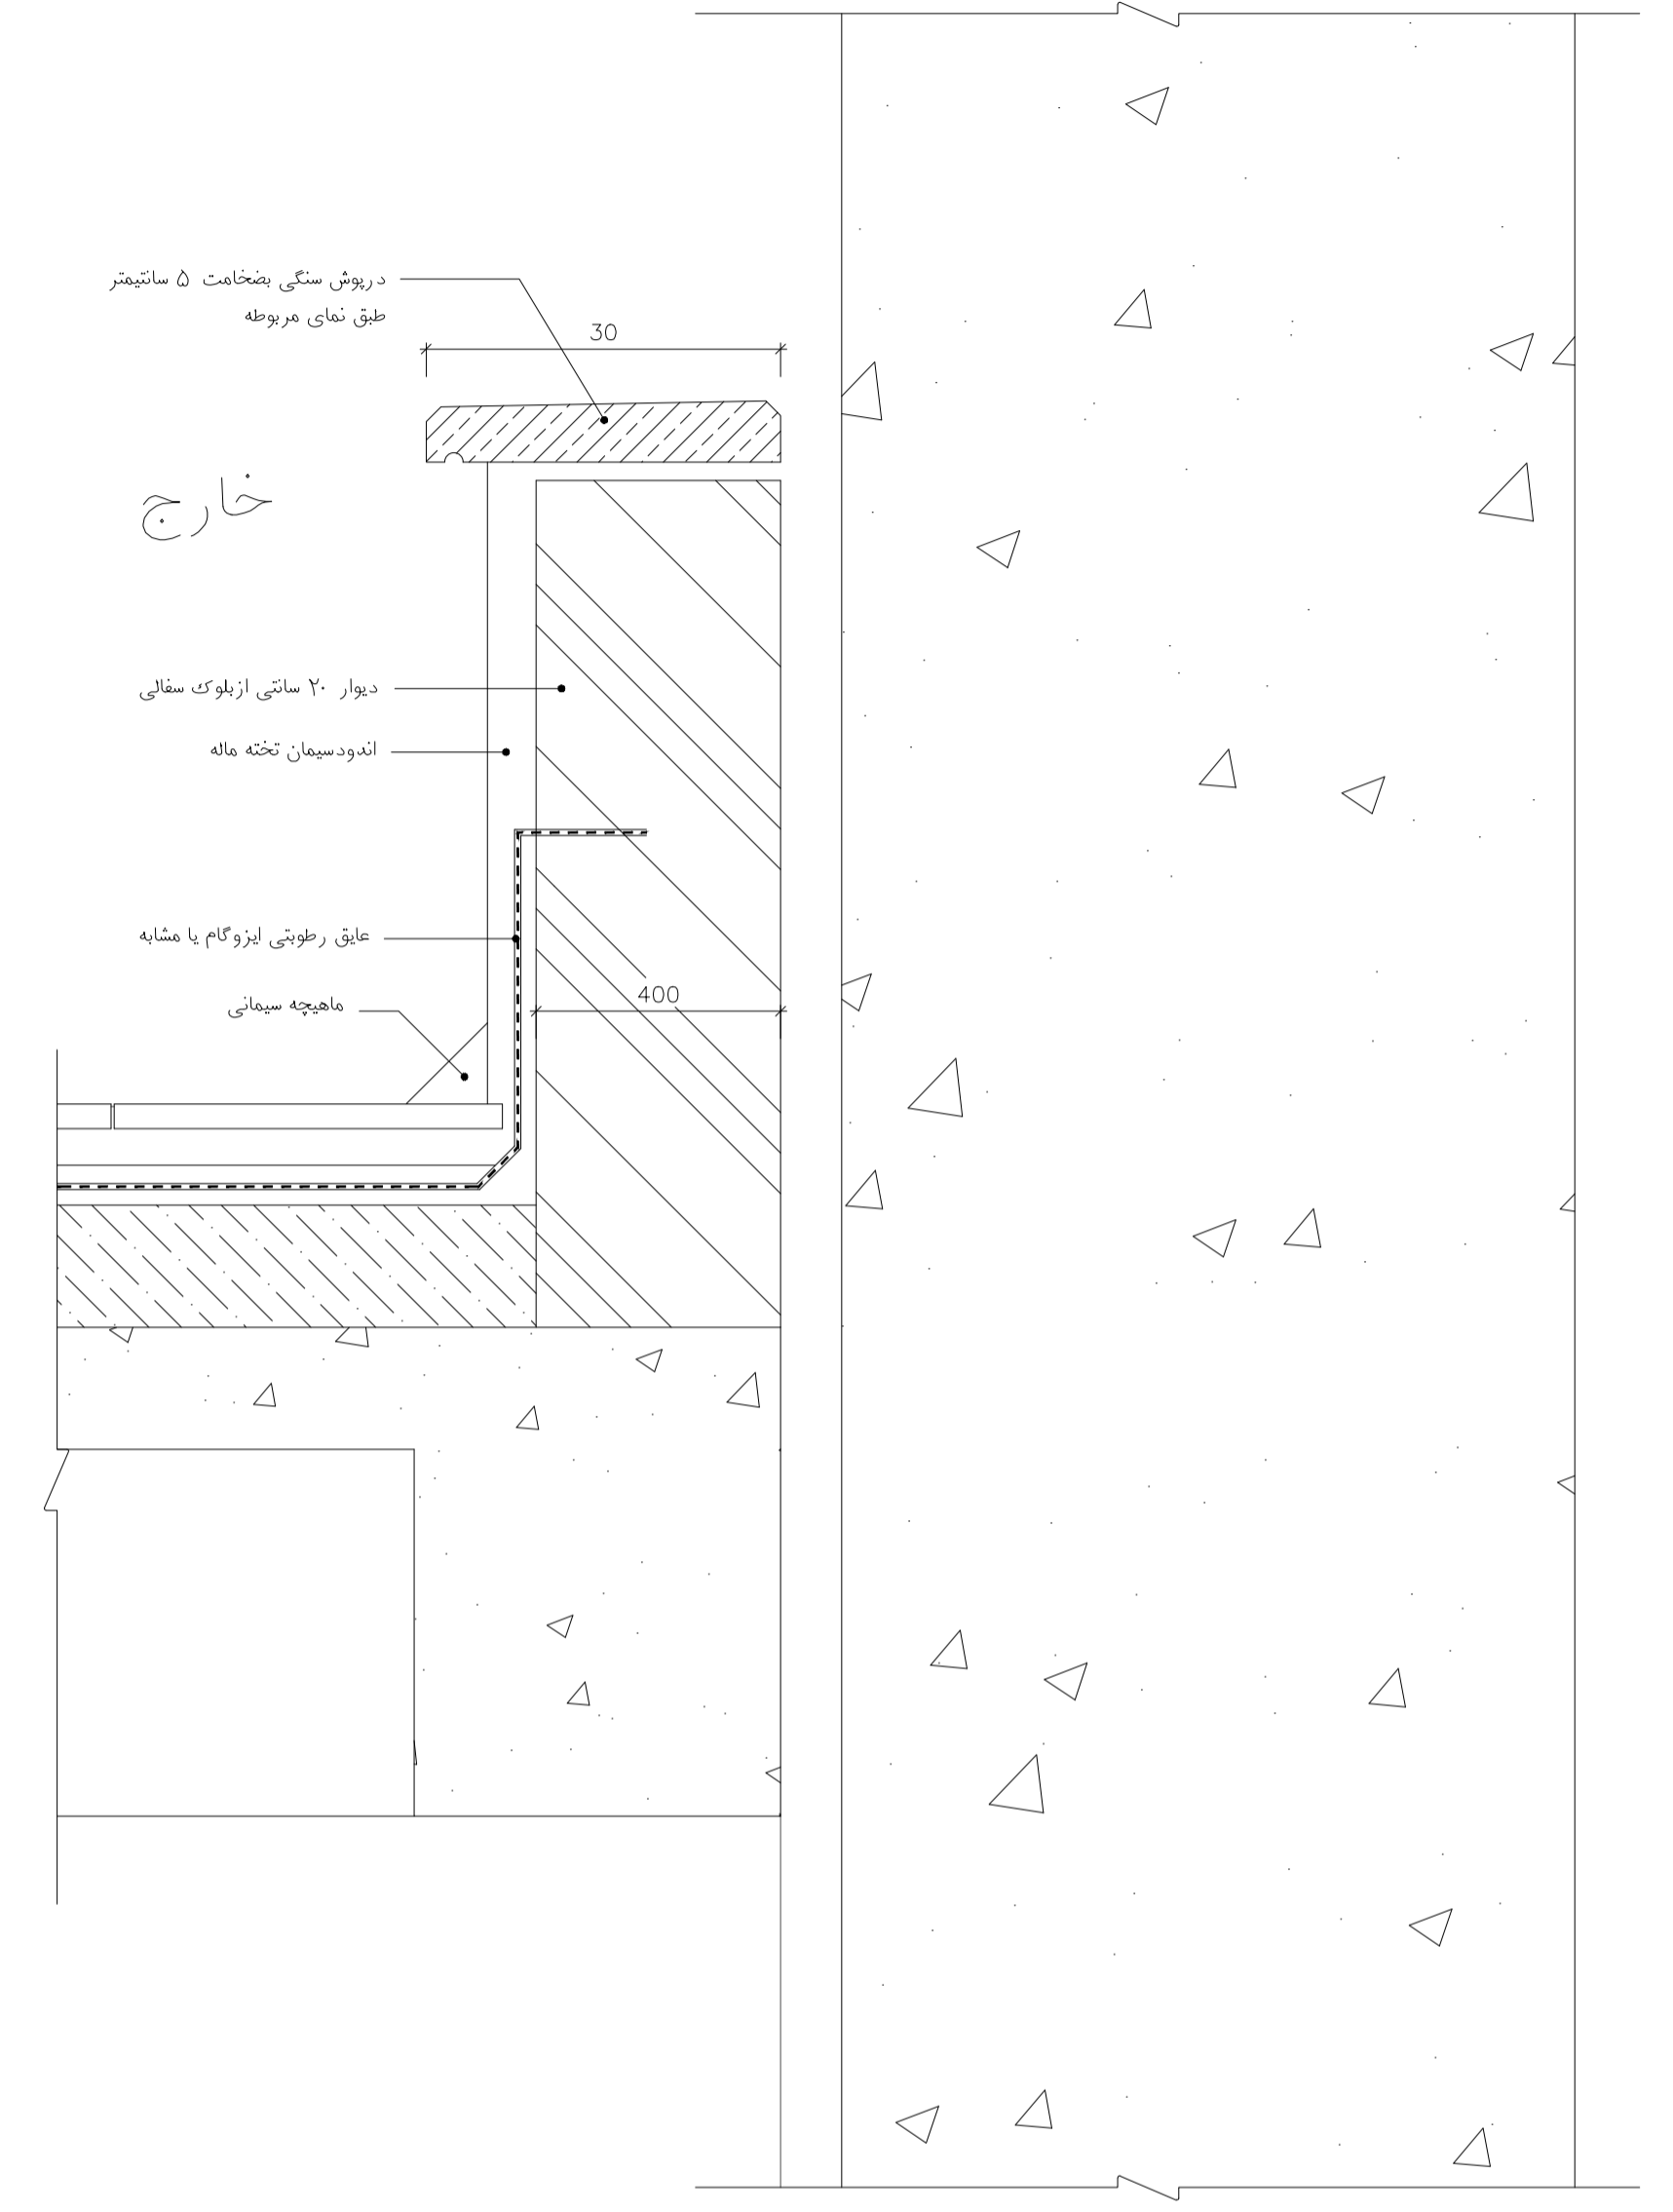 درپوش سنگی بضخامت ۵ سانتیمتر
طبق نمای مربوطه
30
خارج
دیوار ۲۰ سانتی ازبلوک سفالی
اندودسیمان تخته ماله
عایق رطوبتی ایزوگام یا مشابه
ماهیچه سیمانی
400